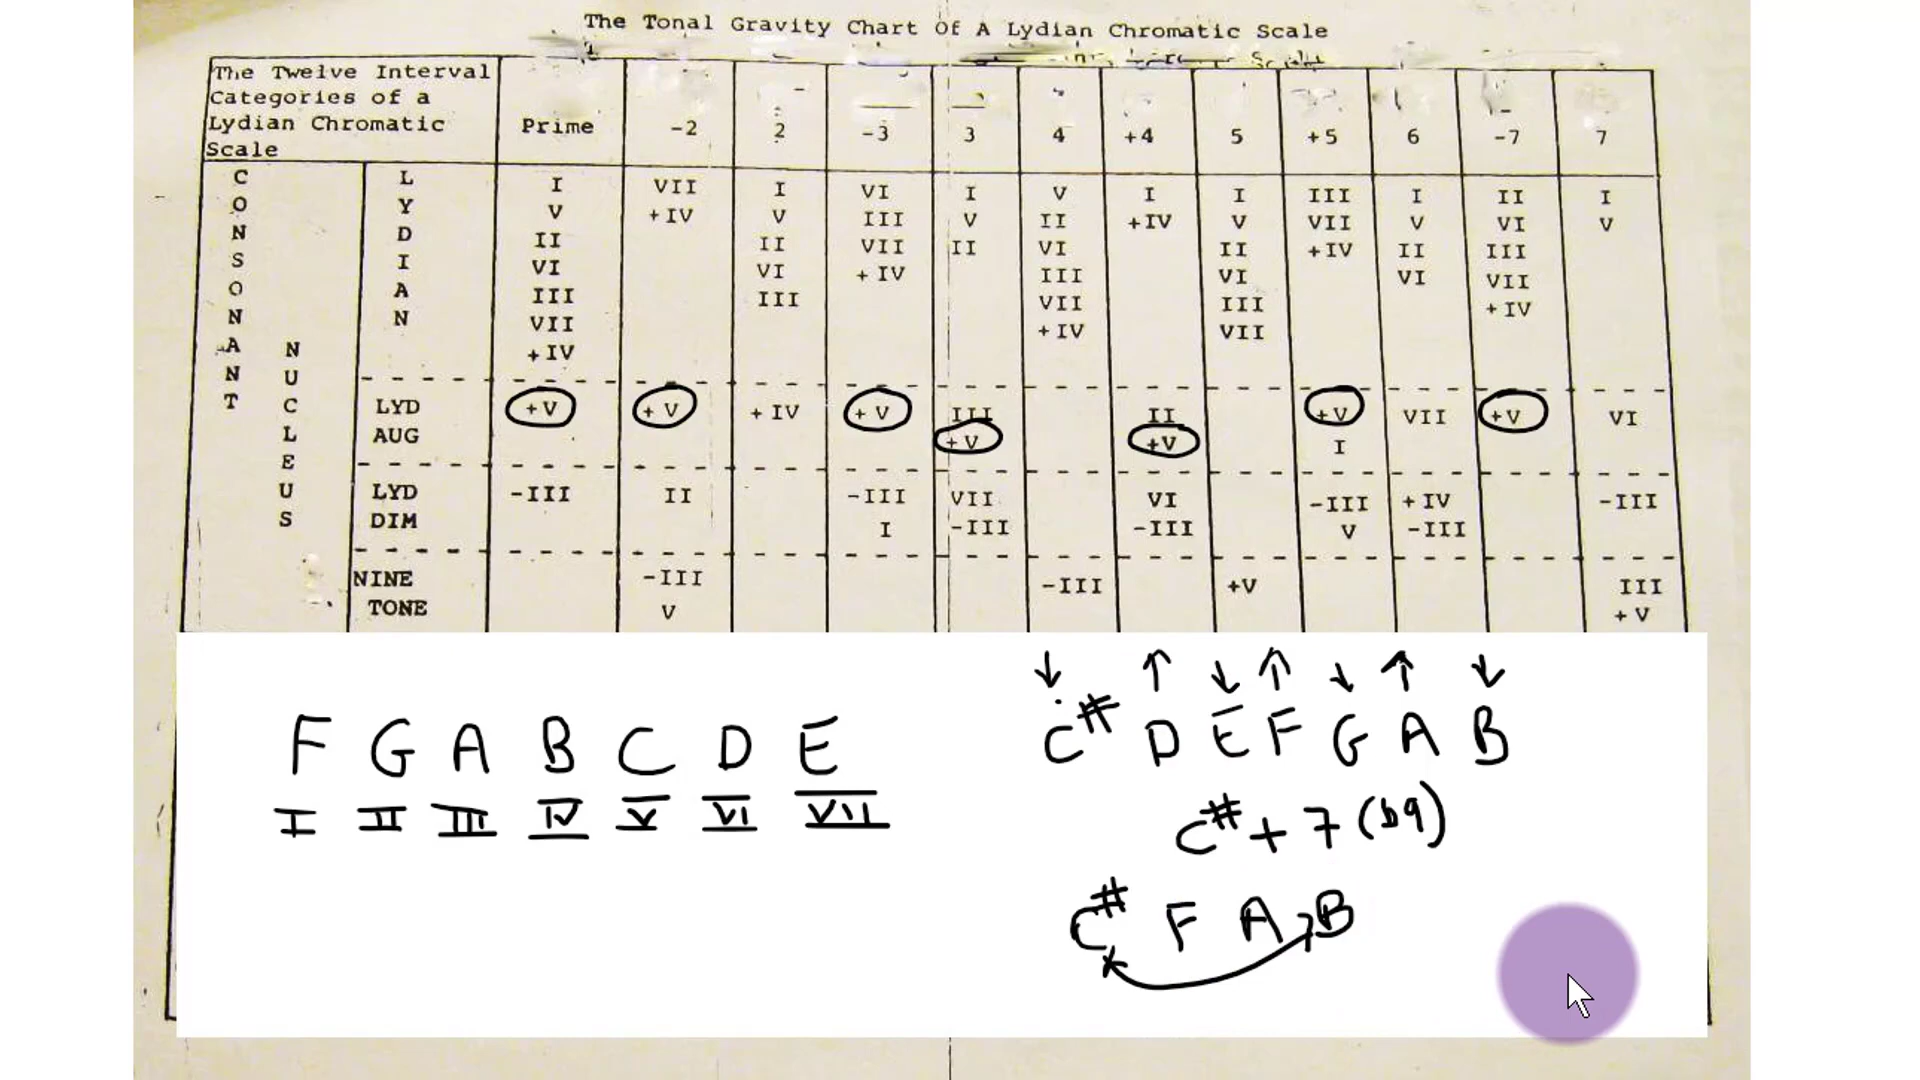 The Tonal Gravity Chart Of A Lydian Chromatic Scale
The Twelve Interval
Categories of a
Lydian Chromatic
Scale
Prime -2 2 -3 3 4 +4 5 +5 6 -7 7
CONSONANT
NUCLEUS
LYDIAN
I VII I VI I V I I III I II I
V +IV V III V II +IV V VII V VI V
II II VII II VI II +IV II III
VI VI +IV III VI VI VII
III III VII III +IV
VII +IV VII
+IV
LYD
AUG
+V +V +IV +V III II +V VII +V VI
+V +V I
LYD
DIM
-III II -III VII VI -III +IV -III
I -III -III V -III
NINE
TONE
-III -III +V III
V +V
↓ ↑ ↓ ↑ ↓ ↑ ↓
F G A B C D E
I II III IV V VI VII
C# D E F G A B
C#+7(b9)
C# F A B